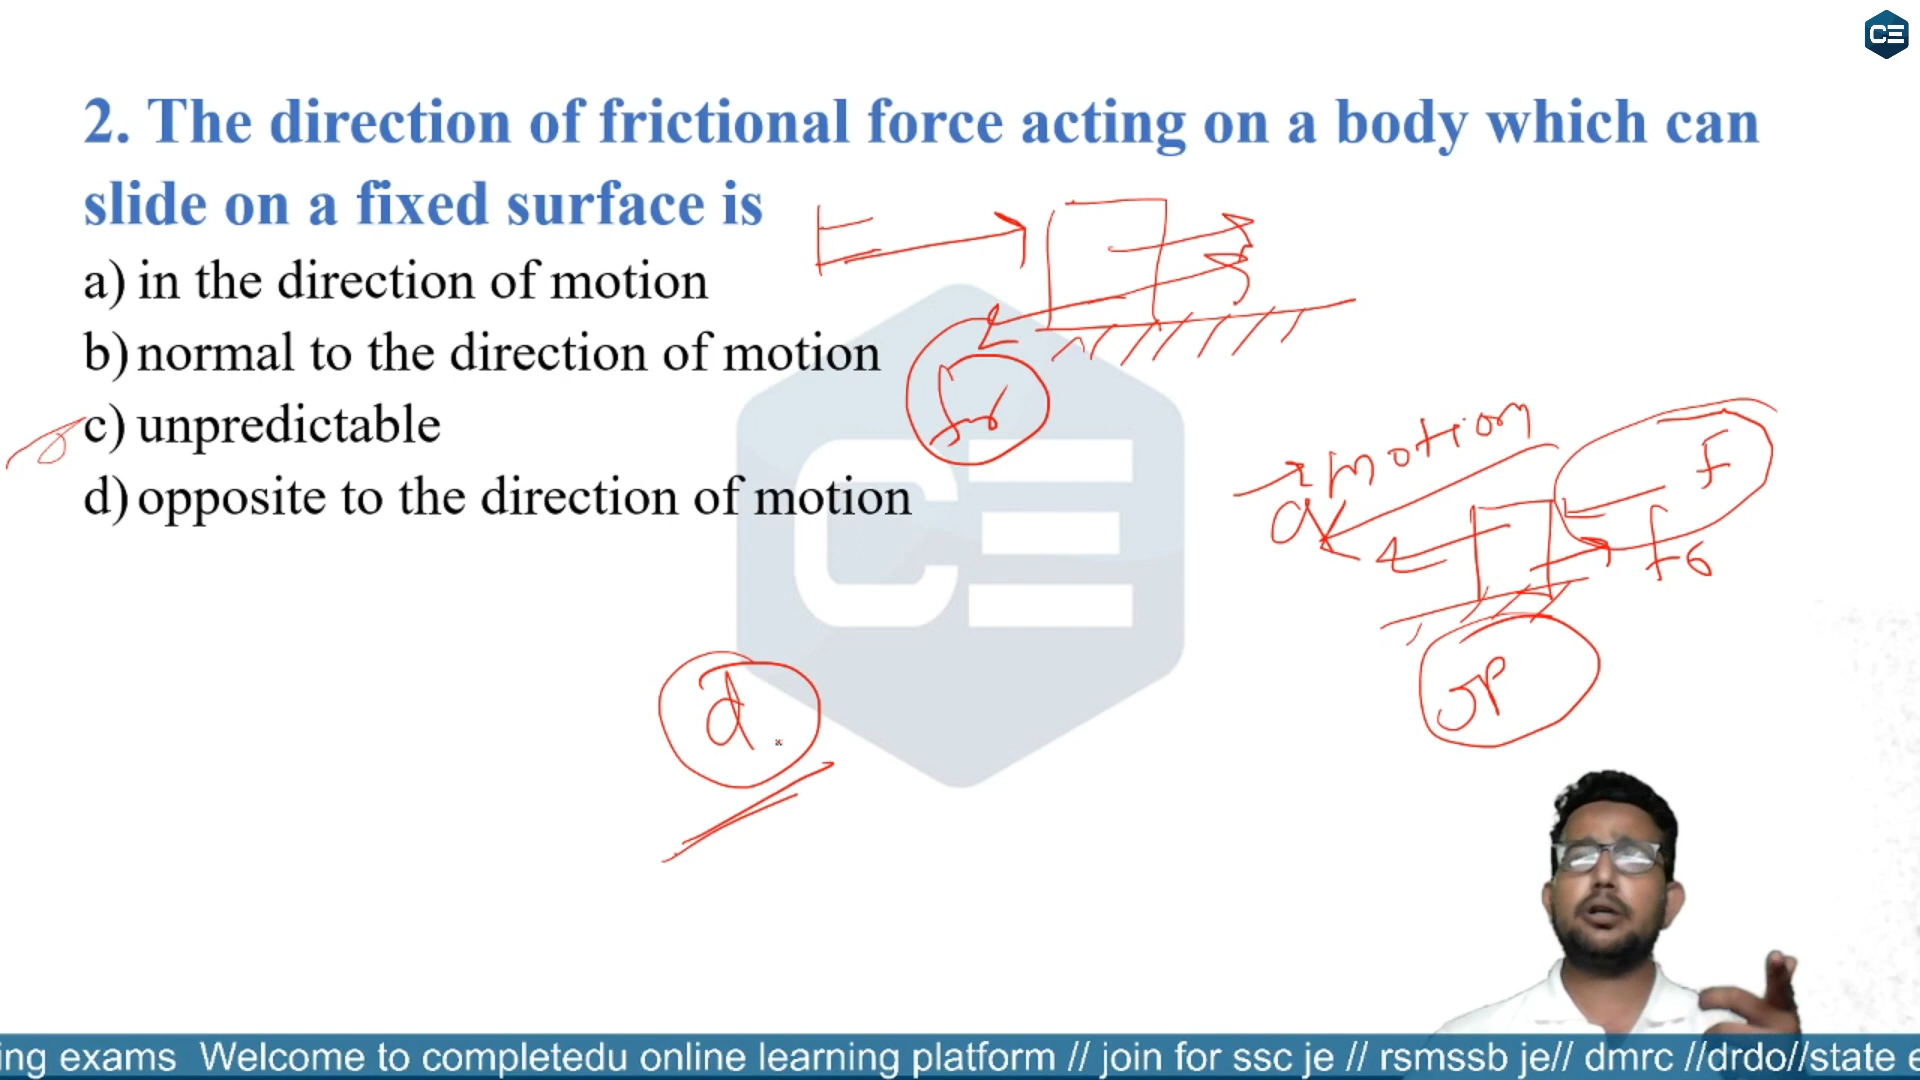 CE
2. The direction of frictional force acting on a body which can
slide on a fixed surface is
a) in the direction of motion
b) normal to the direction of motion
c) unpredictable
d) opposite to the direction of motion
motion
F
CE
d
ing exams Welcome to completedu online learning platform // join for ssc je // rsmssb je// dmrc //drdo//state e